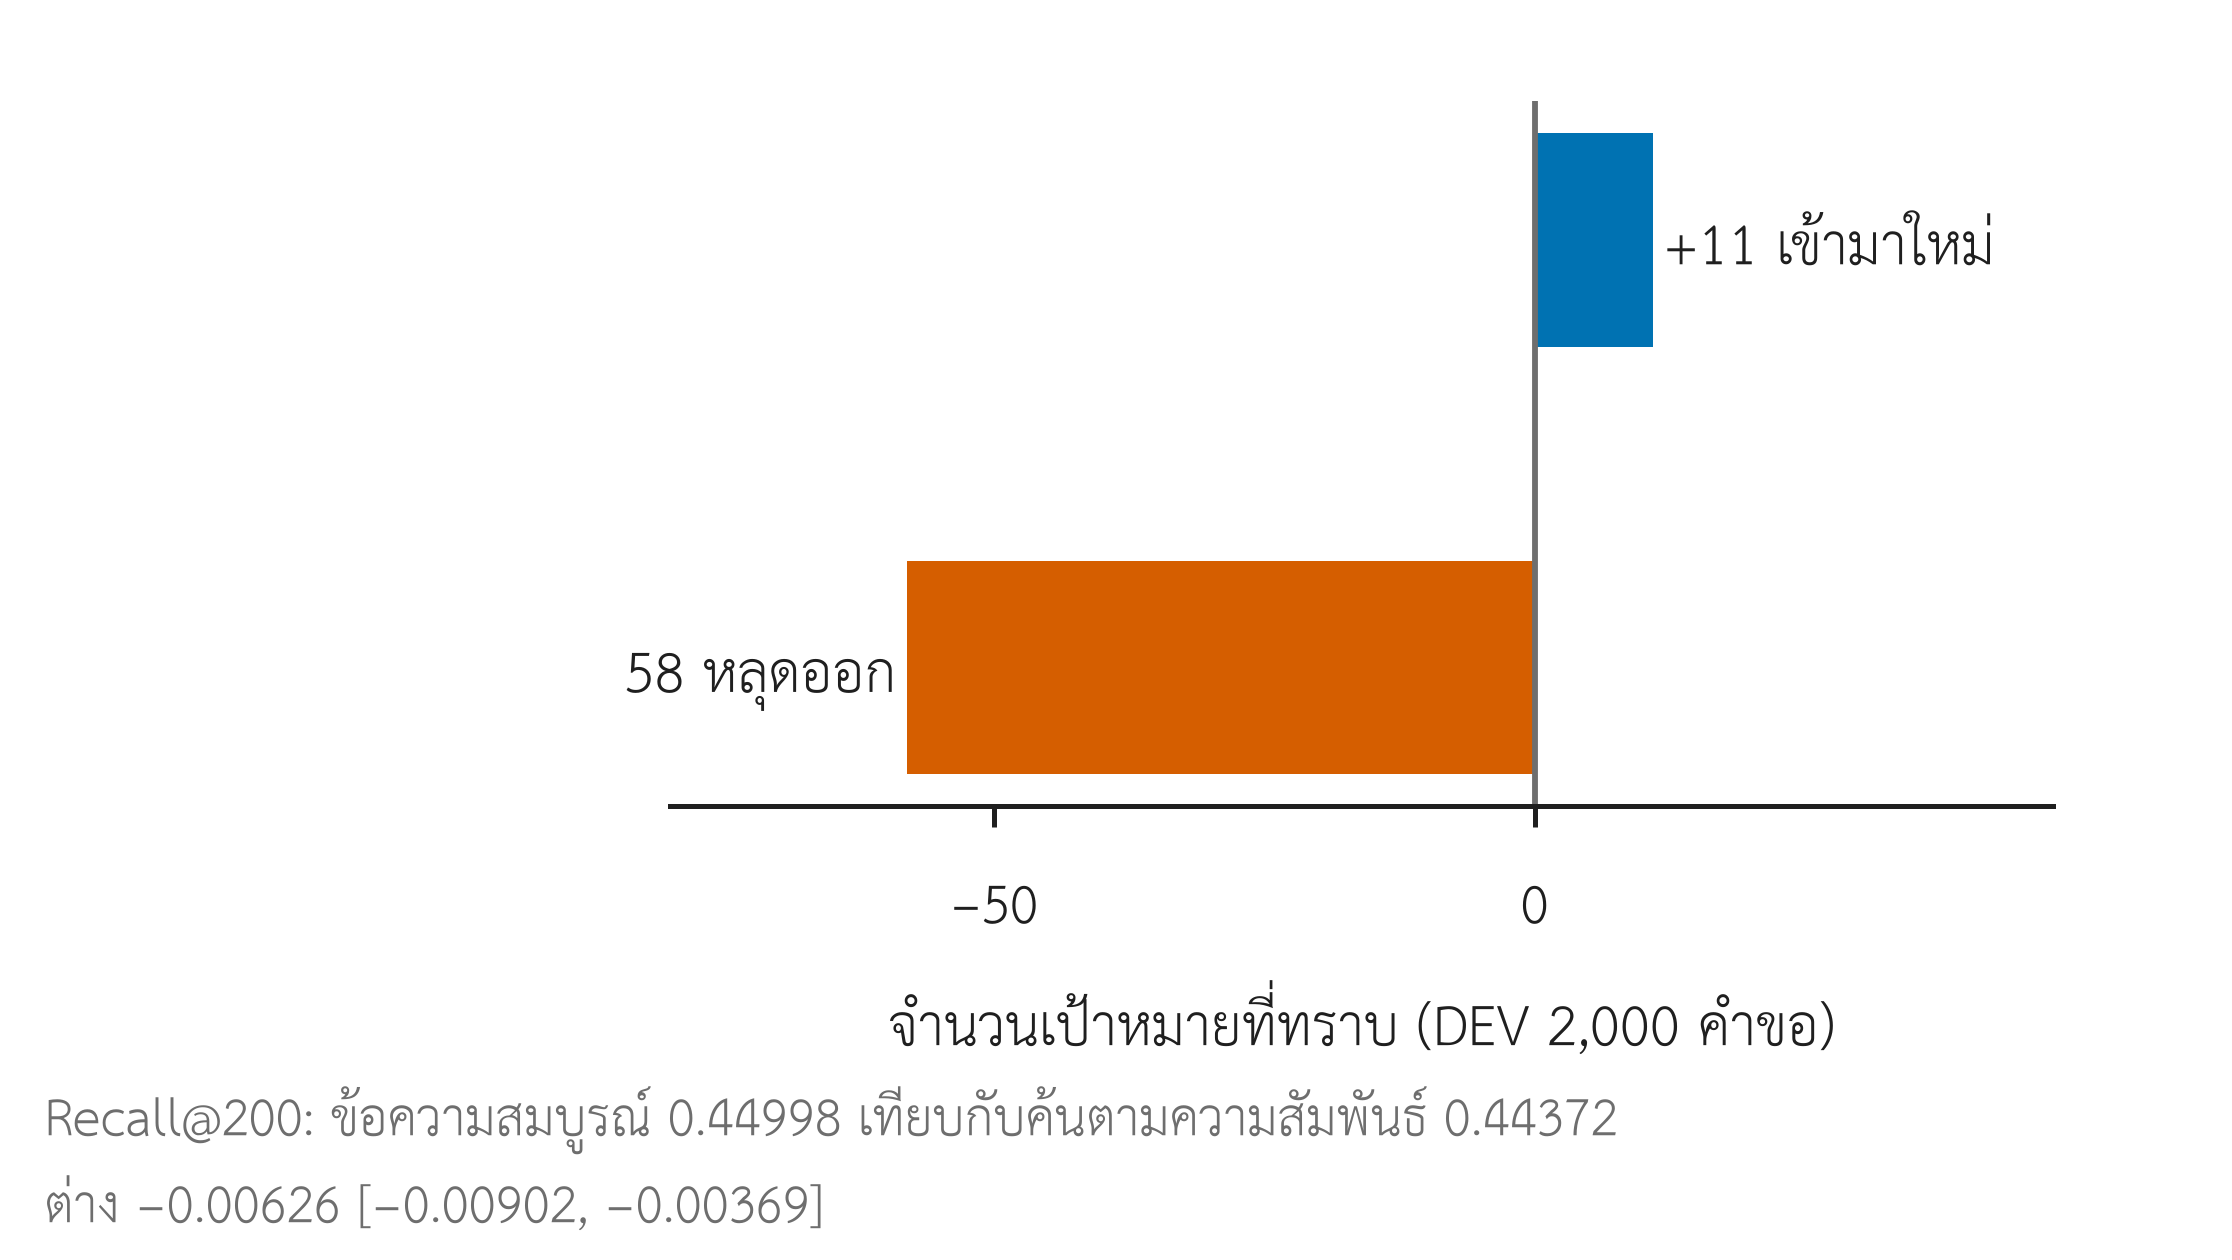 +11 เข้ามาใหม่
58 หลุดออก
−50
0
จำนวนเป้าหมายที่ทราบ (DEV 2,000 คำขอ)
Recall@200: ข้อความสมบูรณ์ 0.44998 เทียบกับค้นตามความสัมพันธ์ 0.44372
ต่าง −0.00626 [−0.00902, −0.00369]